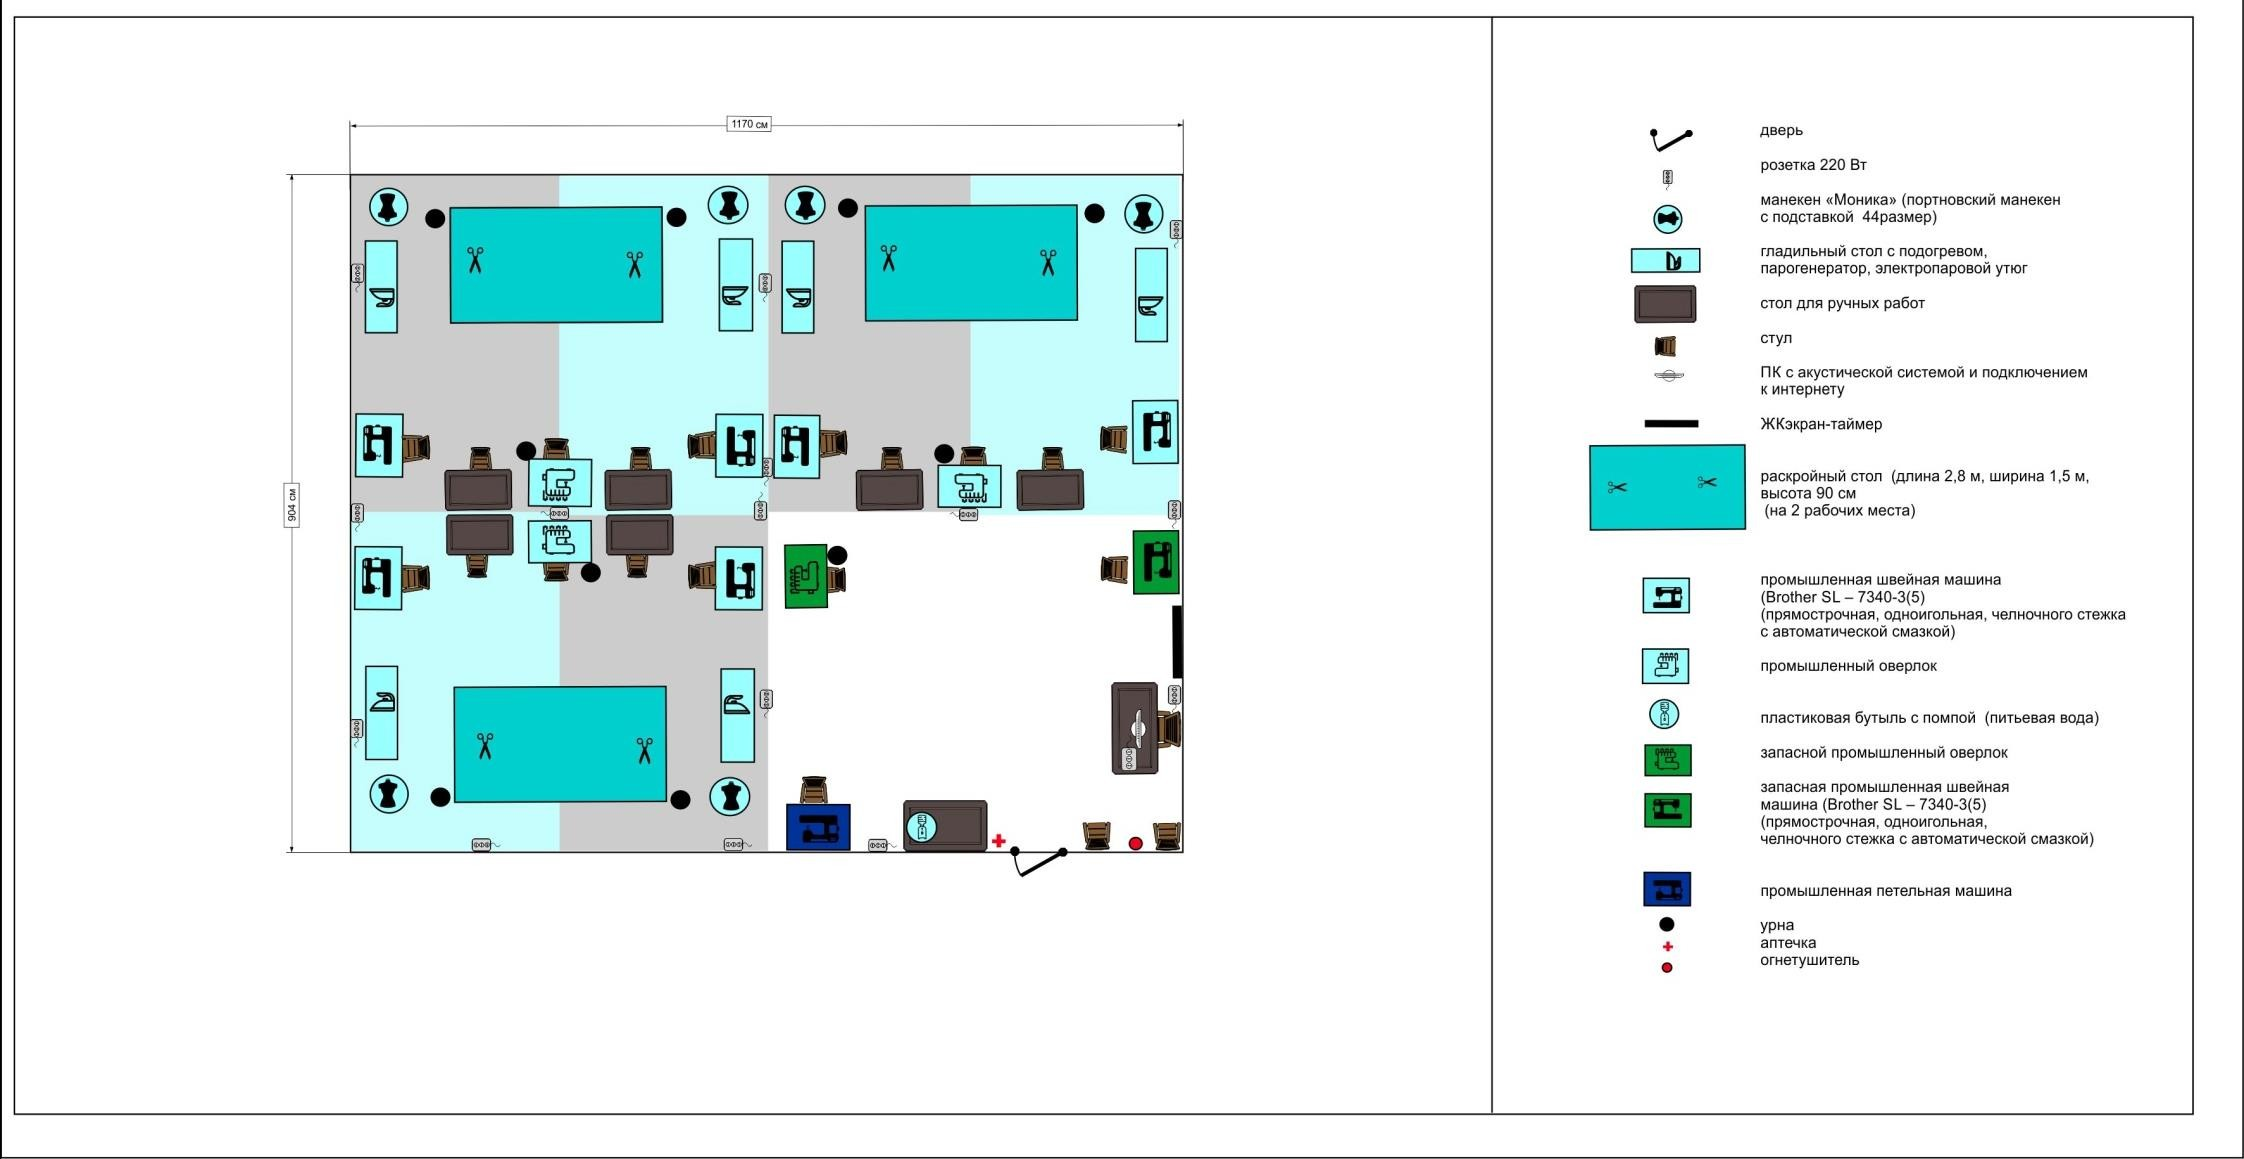 1170 см
904 см
дверь
розетка 220 Вт
манекен «Моника» (портновский манекен
с подставкой 44размер)
гладильный стол с подогревом,
парогенератор, электропаровой утюг
стол для ручных работ
стул
ПК с акустической системой и подключением
к интернету
ЖКэкран-таймер
раскройный стол (длина 2,8 м, ширина 1,5 м,
высота 90 см
(на 2 рабочих места)
промышленная швейная машина
(Brother SL – 7340-3(5)
(прямострочная, одноигольная, челночного стежка
с автоматической смазкой)
промышленный оверлок
пластиковая бутыль с помпой (питьевая вода)
запасной промышленный оверлок
запасная промышленная швейная
машина (Brother SL – 7340-3(5)
(прямострочная, одноигольная,
челночного стежка с автоматической смазкой)
промышленная петельная машина
урна
аптечка
огнетушитель